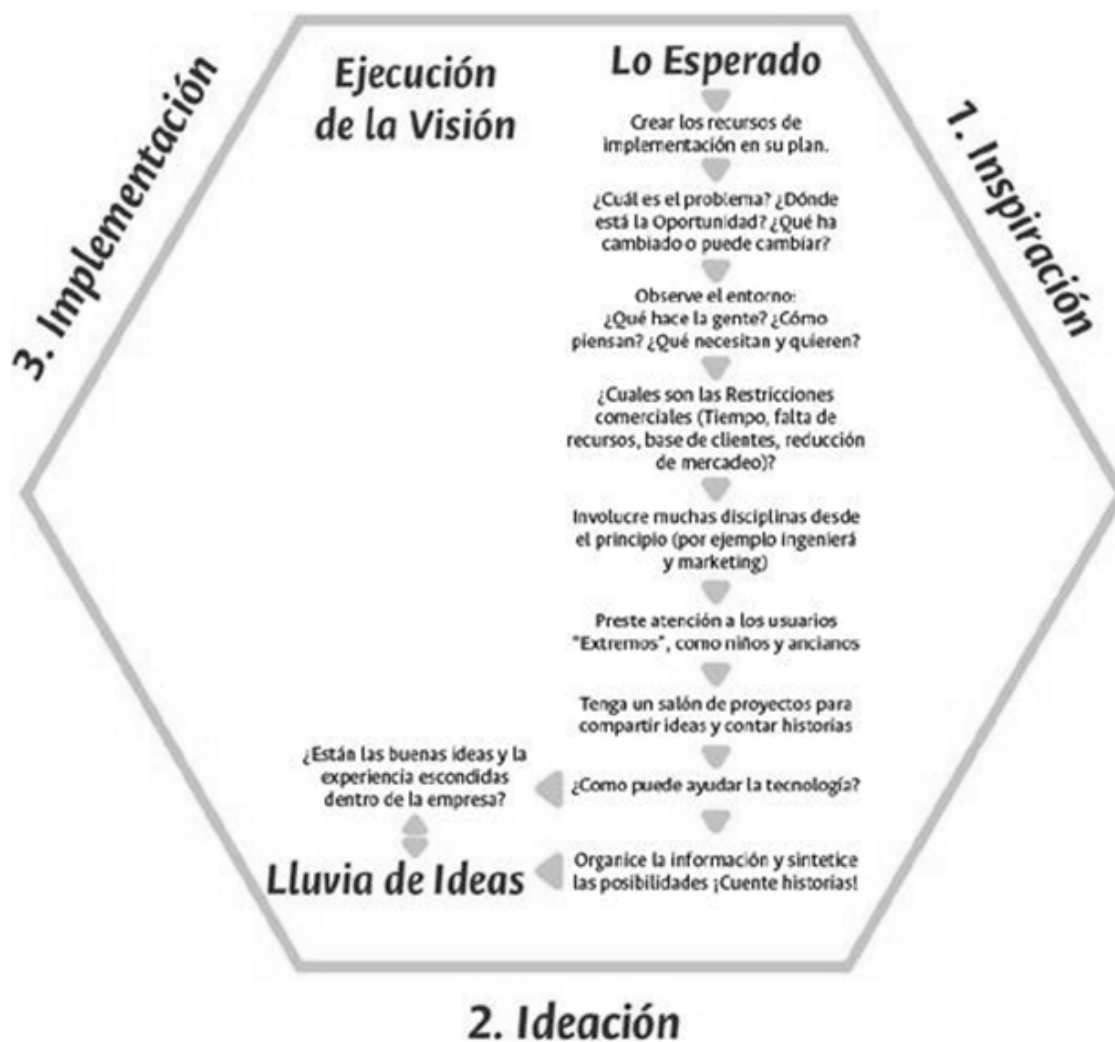 Ejecución
de la Visión
Lo Esperado
Crear los recursos de
implementación en su plan.
¿Cuál es el problema? ¿Dónde
está la Oportunidad? ¿Qué ha
cambiado o puede cambiar?
Observe el entorno:
¿Qué hace la gente? ¿Cómo
piensan? ¿Qué necesitan y quieren?
¿Cuales son las Restricciones
comerciales (Tiempo, falta de
recursos, base de clientes, reducción
de mercadeo)?
Involucre muchas disciplinas desde
el principio (por ejemplo ingenierá
y marketing)
Preste atención a los usuarios
"Extremos", como niños y ancianos
Tenga un salón de proyectos para
compartir ideas y contar historias
¿Como puede ayudar la tecnología?
¿Están las buenas ideas y la
experiencia escondidas
dentro de la empresa?
Organice la información y sintetice
las posibilidades ¡Cuente historias!
Lluvia de Ideas
1. Inspiración
2. Ideación
3. Implementación